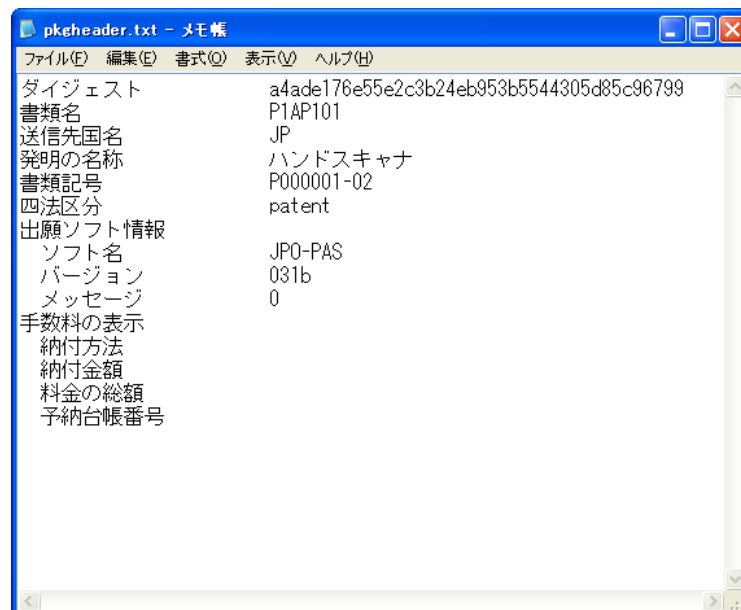 pkgheader.txt - メモ帳
ファイル(F) 編集(E) 書式(O) 表示(V) ヘルプ(H)
ダイジェスト a4ade176e55e2c3b24eb953b5544305d85c96799
書類名 P1AP101
送信先国名 JP
発明の名称 ハンドスキャナ
書類記号 P000001-02
四法区分 patent
出願ソフト情報
ソフト名 JPO-PAS
バージョン 031b
メッセージ 0
手数料の表示
納付方法
納付金額
料金の総額
予納台帳番号